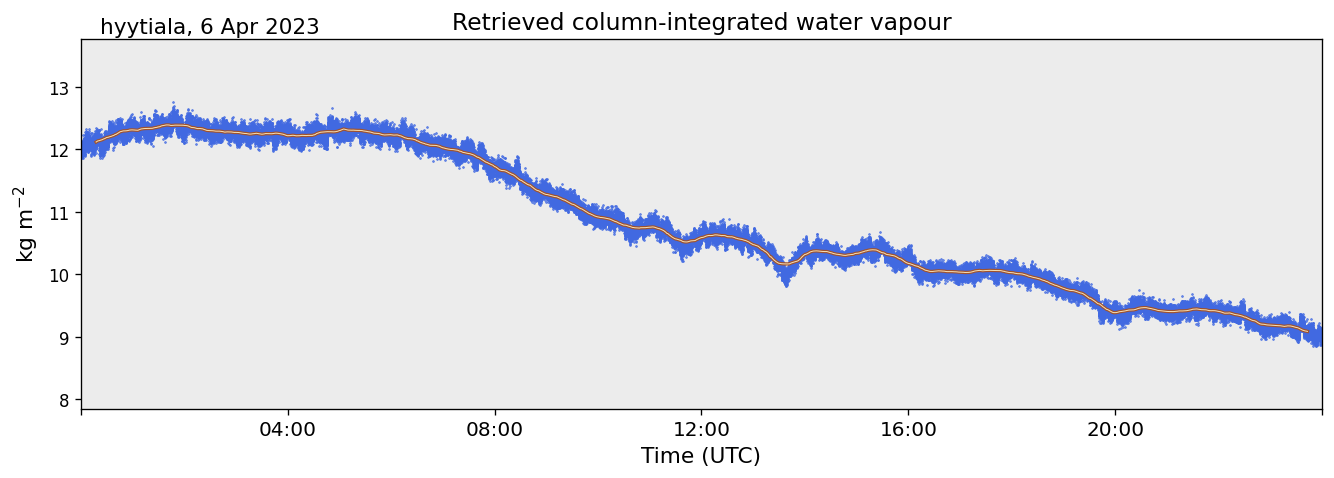 hyytiala, 6 Apr 2023
Retrieved column-integrated water vapour
kg m⁻²
13
12
11
10
9
8
04:00 08:00 12:00 16:00 20:00
Time (UTC)